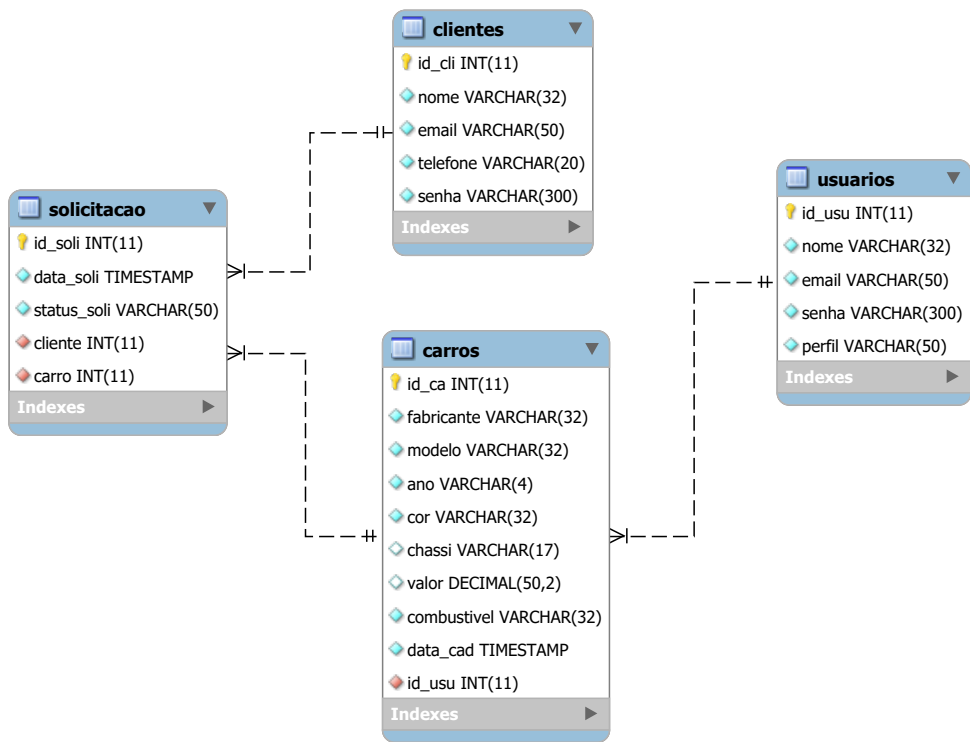 clientes
id_cli INT(11)
nome VARCHAR(32)
email VARCHAR(50)
telefone VARCHAR(20)
senha VARCHAR(300)
Indexes
solicitacao
id_soli INT(11)
data_soli TIMESTAMP
status_soli VARCHAR(50)
cliente INT(11)
carro INT(11)
Indexes
carros
id_ca INT(11)
fabricante VARCHAR(32)
modelo VARCHAR(32)
ano VARCHAR(4)
cor VARCHAR(32)
chassi VARCHAR(17)
valor DECIMAL(50,2)
combustivel VARCHAR(32)
data_cad TIMESTAMP
id_usu INT(11)
Indexes
usuarios
id_usu INT(11)
nome VARCHAR(32)
email VARCHAR(50)
senha VARCHAR(300)
perfil VARCHAR(50)
Indexes